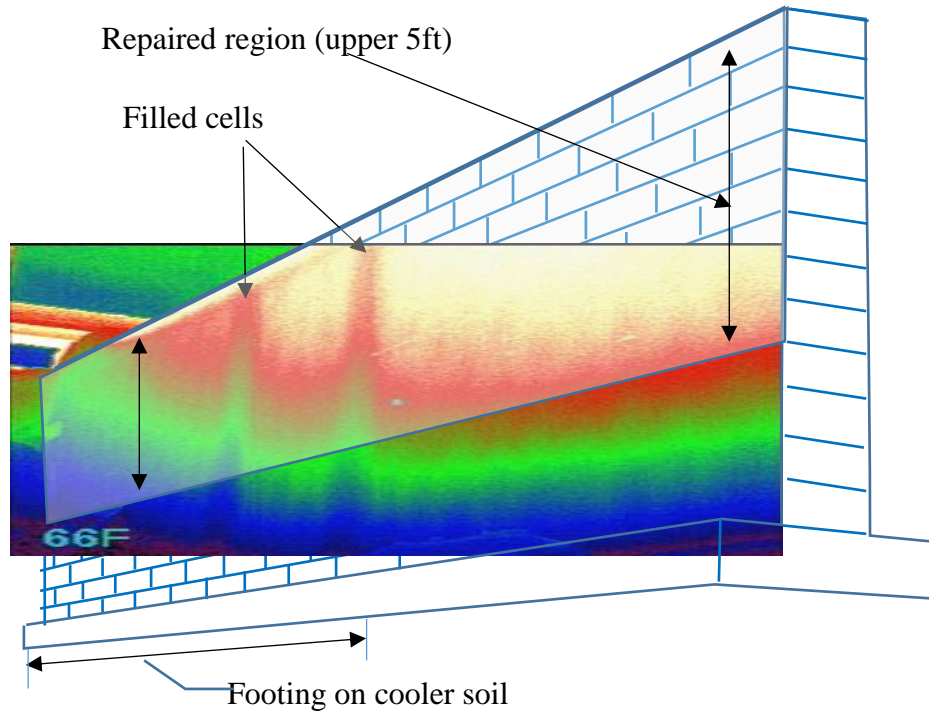 Repaired region (upper 5ft)
Filled cells
66F
Footing on cooler soil